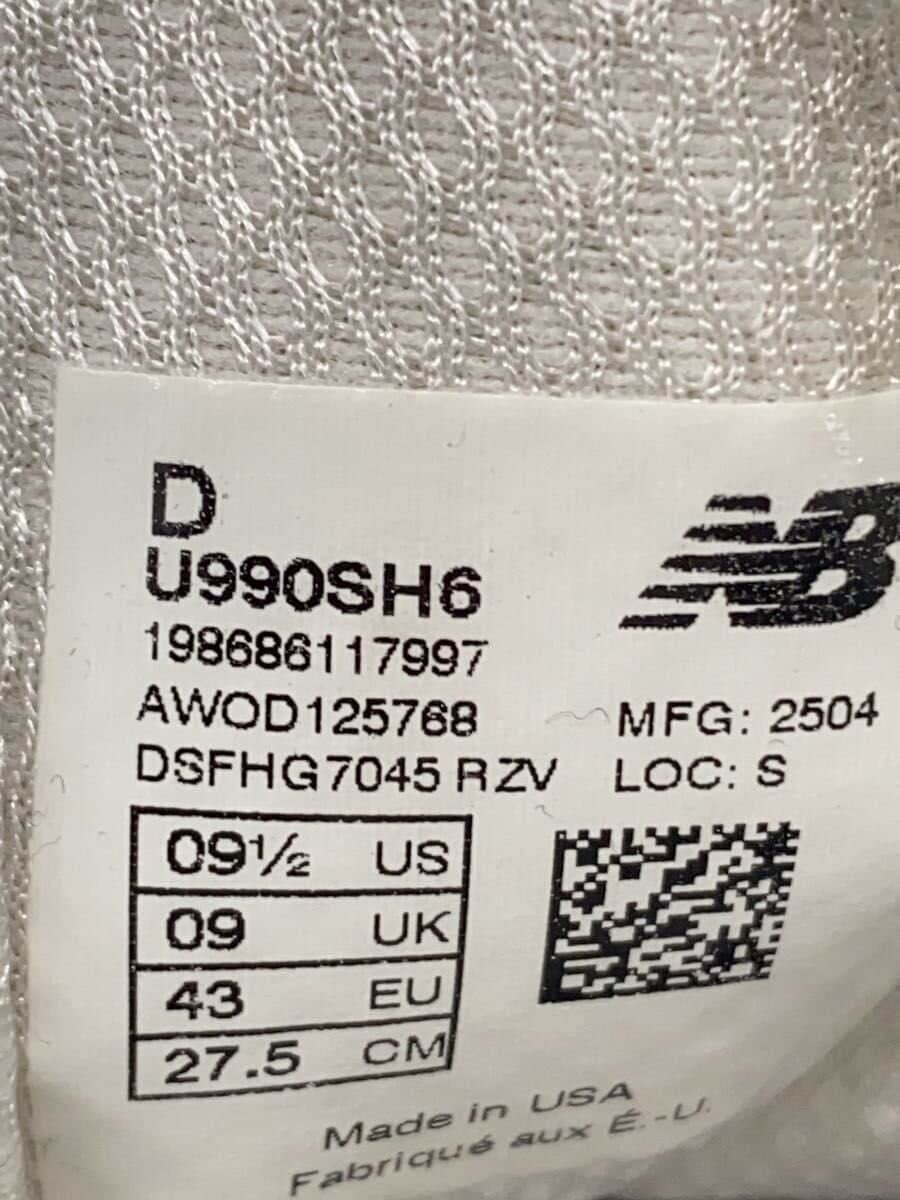 D
U990SH6
NB
198686117997
AWOD125768
MFG: 2504
DSFHG7045 RZV
LOC: S
09½ US
09 UK
43 EU
27.5 CM
Made in USA
Fabriqué aux É.-U.